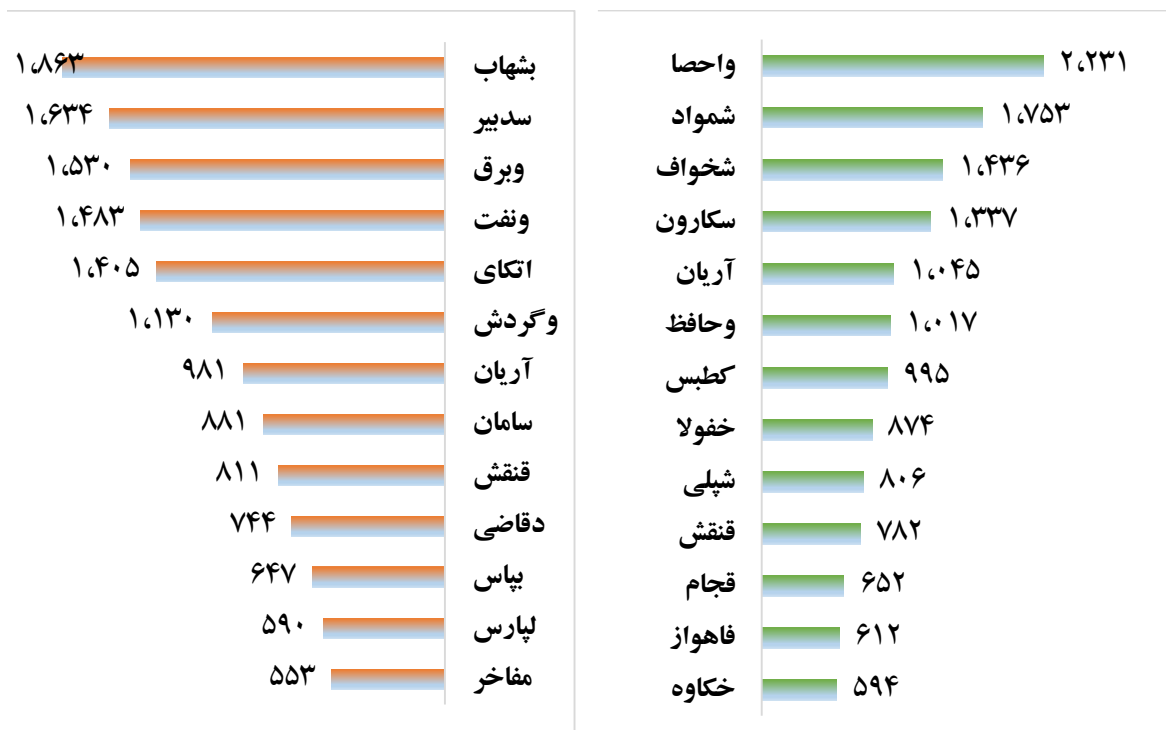 واحصا ۲،۲۳۱
شمواد ۱،۷۵۳
شخواف ۱،۴۳۶
سکارون ۱،۳۳۷
آریان ۱،۰۴۵
وحافظ ۱،۰۱۷
کطبس ۹۹۵
خفولا ۸۷۴
شپلی ۸۰۶
قنقش ۷۸۲
قجام ۶۵۲
فاهواز ۶۱۲
خکاوه ۵۹۴
بشهاب ۱،۸۶۳
سدبیر ۱،۶۳۴
وبرق ۱،۵۳۰
ونفت ۱،۴۸۳
اتکای ۱،۴۰۵
وگردش ۱،۱۳۰
آریان ۹۸۱
سامان ۸۸۱
قنقش ۸۱۱
دقاضی ۷۴۴
بپاس ۶۴۷
لپارس ۵۹۰
مفاخر ۵۵۳